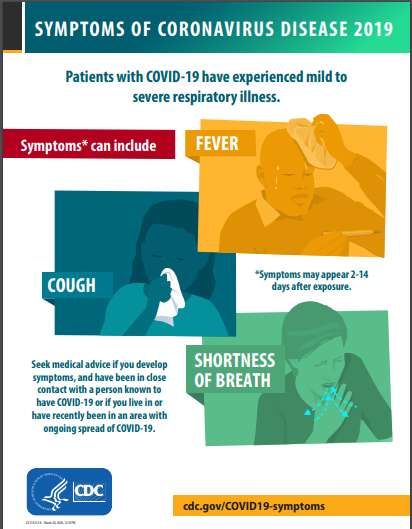 SYMPTOMS OF CORONAVIRUS DISEASE 2019
Patients with COVID-19 have experienced mild to
severe respiratory illness.
Symptoms* can include
FEVER
COUGH
*Symptoms may appear 2-14
days after exposure.
SHORTNESS
OF BREATH
Seek medical advice if you develop
symptoms, and have been in close
contact with a person known to
have COVID-19 or if you live in or
have recently been in an area with
ongoing spread of COVID-19.
CDC
cdc.gov/COVID19-symptoms